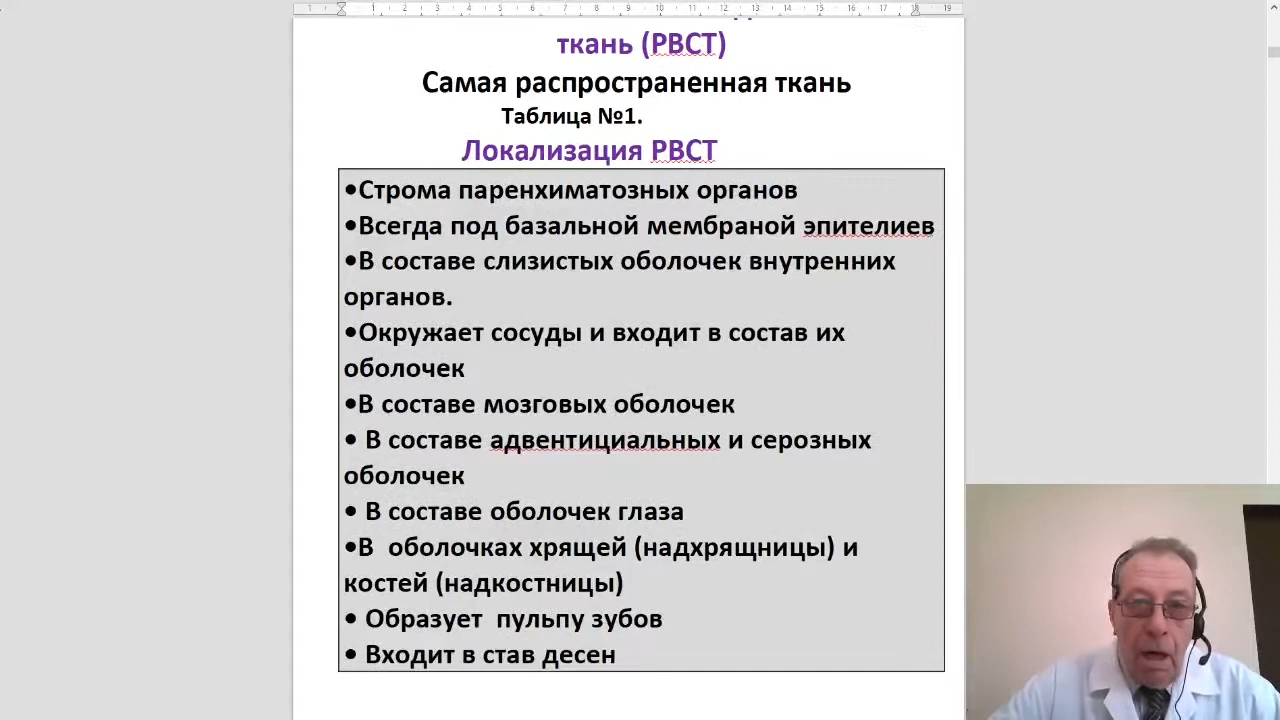 ткань (РВСТ)
Самая распространенная ткань
Таблица №1.
Локализация РВСТ
•Строма паренхиматозных органов
•Всегда под базальной мембраной эпителиев
•В составе слизистых оболочек внутренних
органов.
•Окружает сосуды и входит в состав их
оболочек
•В составе мозговых оболочек
• В составе адвентициальных и серозных
оболочек
• В составе оболочек глаза
•В оболочках хрящей (надхрящницы) и
костей (надкостницы)
• Образует пульпу зубов
• Входит в став десен